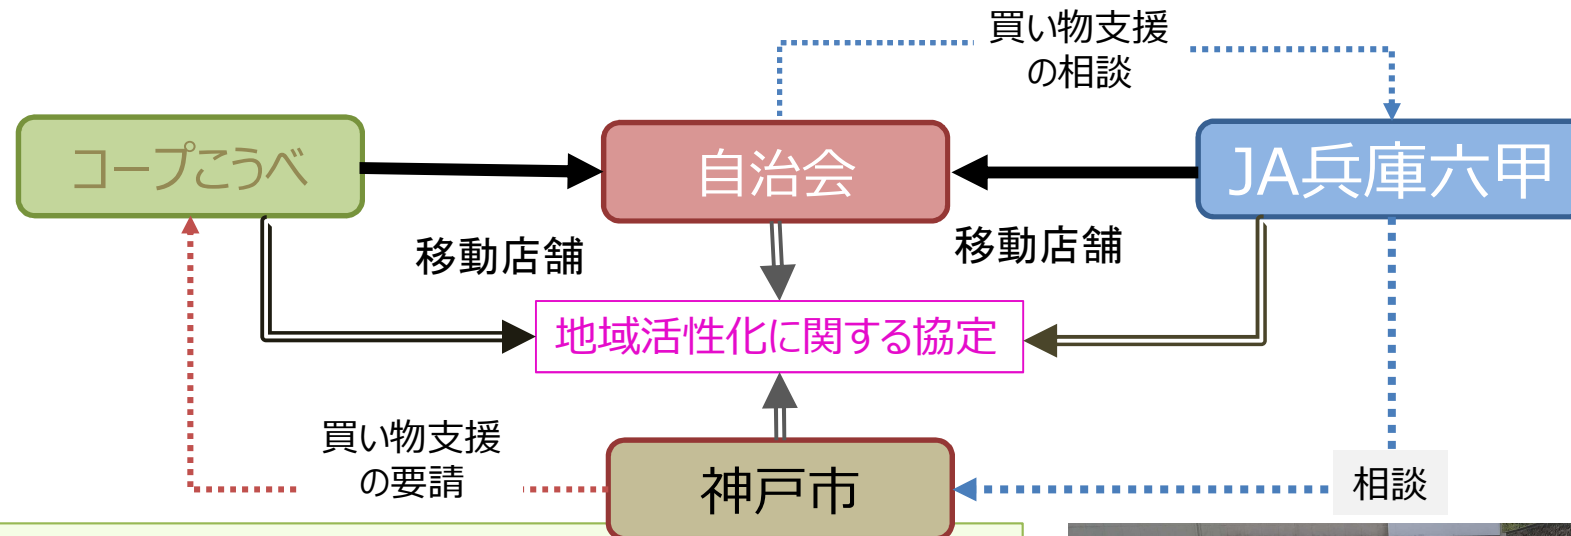 買い物支援
の相談
コープこうべ
自治会
JA兵庫六甲
移動店舗
移動店舗
地域活性化に関する協定
買い物支援
の要請
神戸市
相談